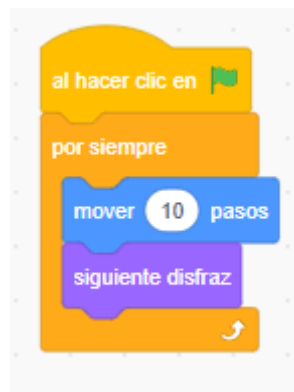 al hacer clic en
por siempre
mover 10 pasos
siguiente disfraz